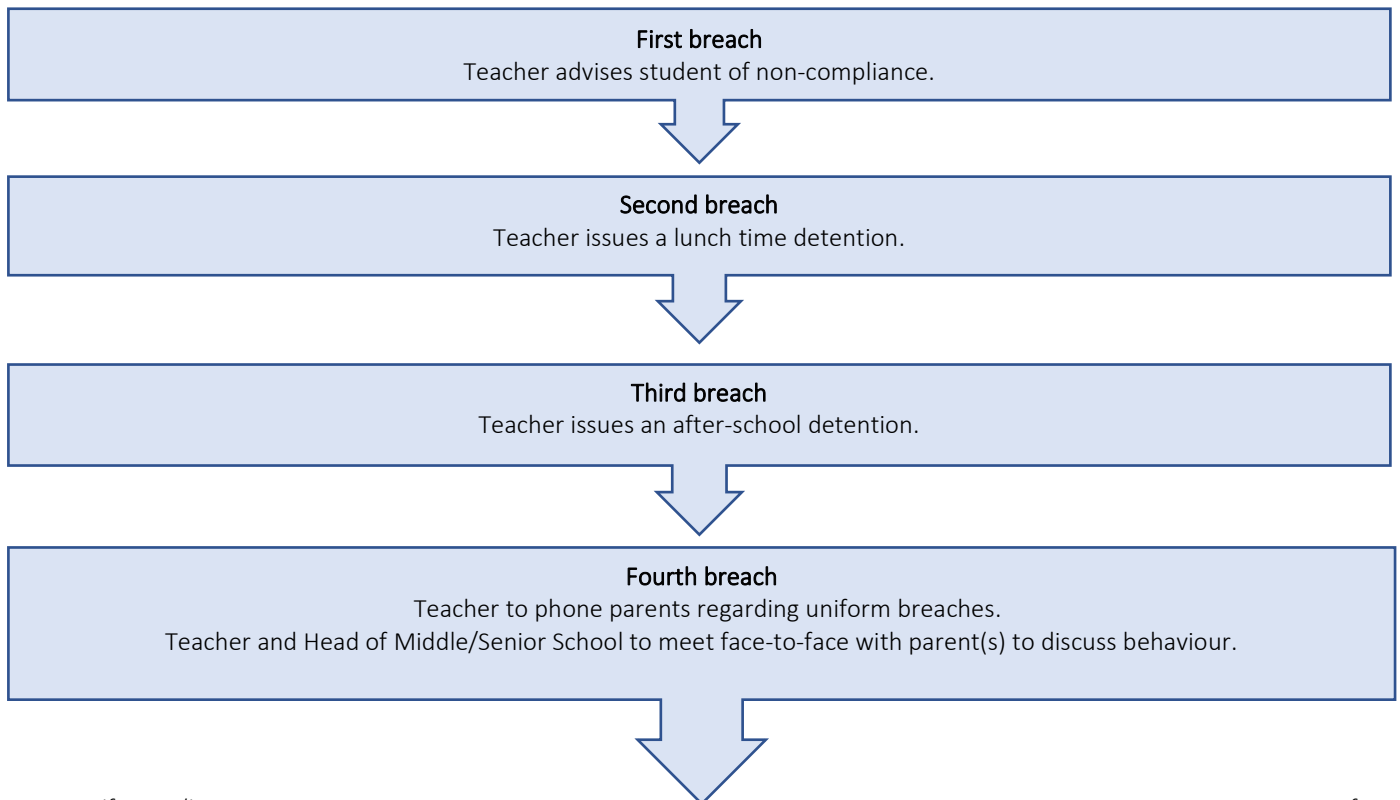 First breach
Teacher advises student of non-compliance.
Second breach
Teacher issues a lunch time detention.
Third breach
Teacher issues an after-school detention.
Fourth breach
Teacher to phone parents regarding uniform breaches.
Teacher and Head of Middle/Senior School to meet face-to-face with parent(s) to discuss behaviour.